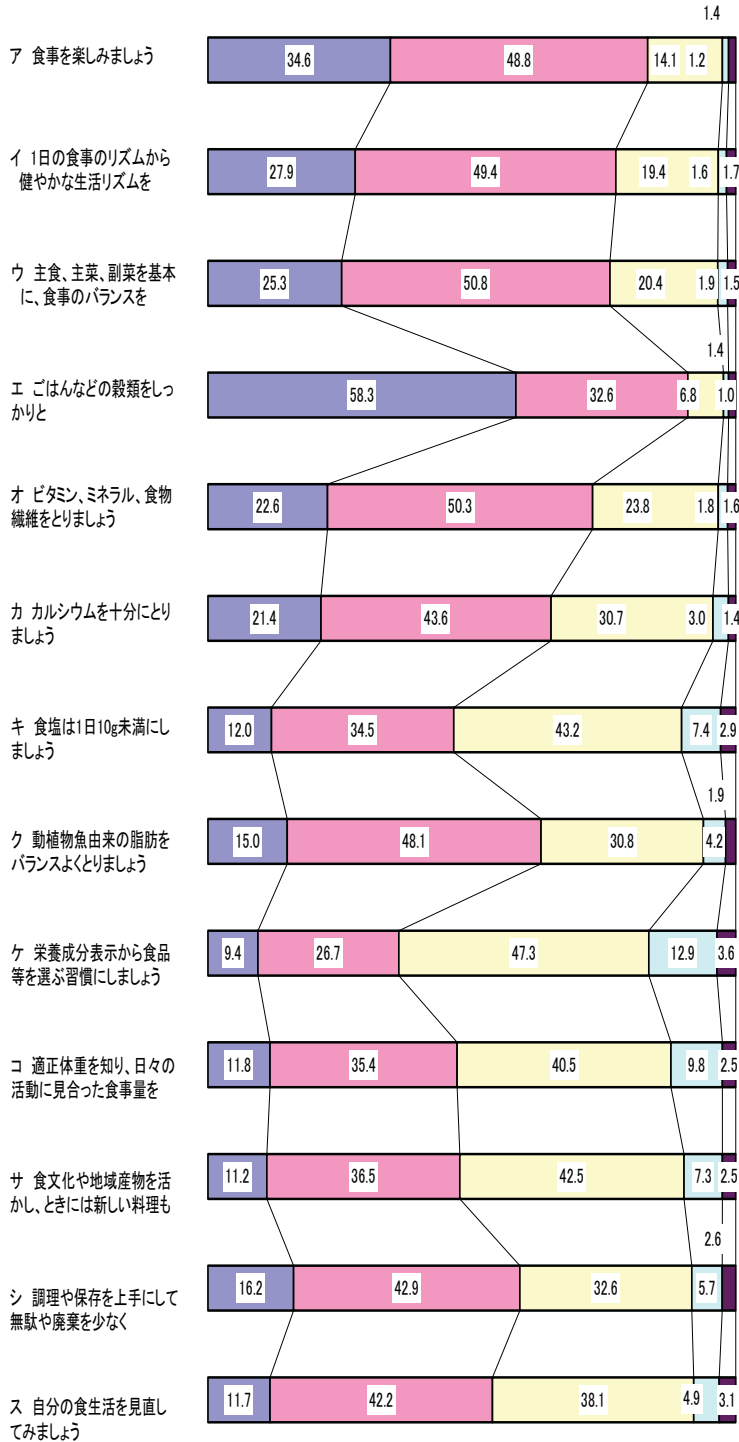 1.4
ア 食事を楽しみましょう
34.6 48.8 14.1 1.2
イ 1日の食事のリズムから
健やかな生活リズムを
27.9 49.4 19.4 1.6 1.7
ウ 主食、主菜、副菜を基本
に、食事のバランスを
25.3 50.8 20.4 1.9 1.5
1.4
エ ごはんなどの穀類をしっ
かりと
58.3 32.6 6.8 1.0
オ ビタミン、ミネラル、食物
繊維をとりましょう
22.6 50.3 23.8 1.8 1.6
カ カルシウムを十分にとり
ましょう
21.4 43.6 30.7 3.0 1.4
キ 食塩は1日10g未満にし
ましょう
12.0 34.5 43.2 7.4 2.9
1.9
ク 動植物魚由来の脂肪を
バランスよくとりましょう
15.0 48.1 30.8 4.2
ケ 栄養成分表示から食品
等を選ぶ習慣にしましょう
9.4 26.7 47.3 12.9 3.6
コ 適正体重を知り、日々の
活動に見合った食事量を
11.8 35.4 40.5 9.8 2.5
サ 食文化や地域産物を活
かし、ときには新しい料理も
11.2 36.5 42.5 7.3 2.5
2.6
シ 調理や保存を上手にして
無駄や廃棄を少なく
16.2 42.9 32.6 5.7
ス 自分の食生活を見直し
てみましょう
11.7 42.2 38.1 4.9 3.1